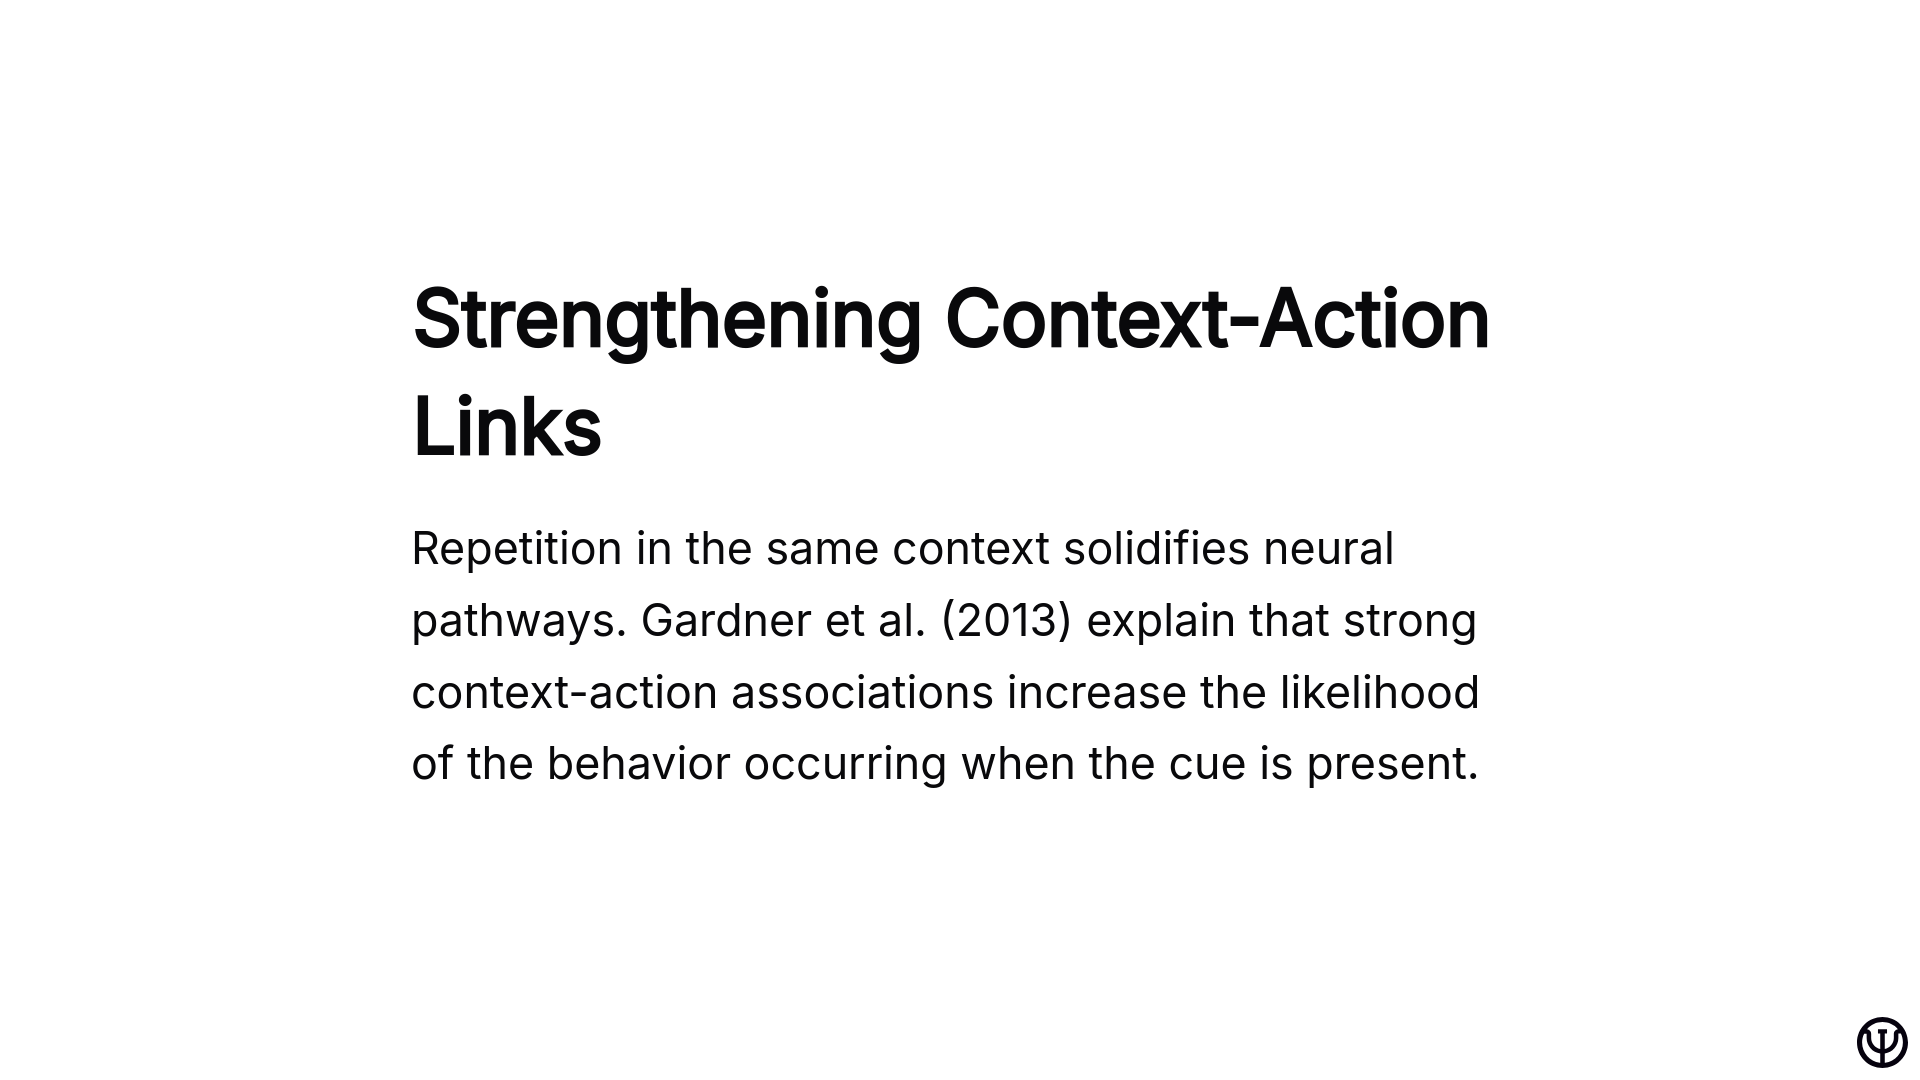 Strengthening Context-Action
Links
Repetition in the same context solidifies neural
pathways. Gardner et al. (2013) explain that strong
context-action associations increase the likelihood
of the behavior occurring when the cue is present.